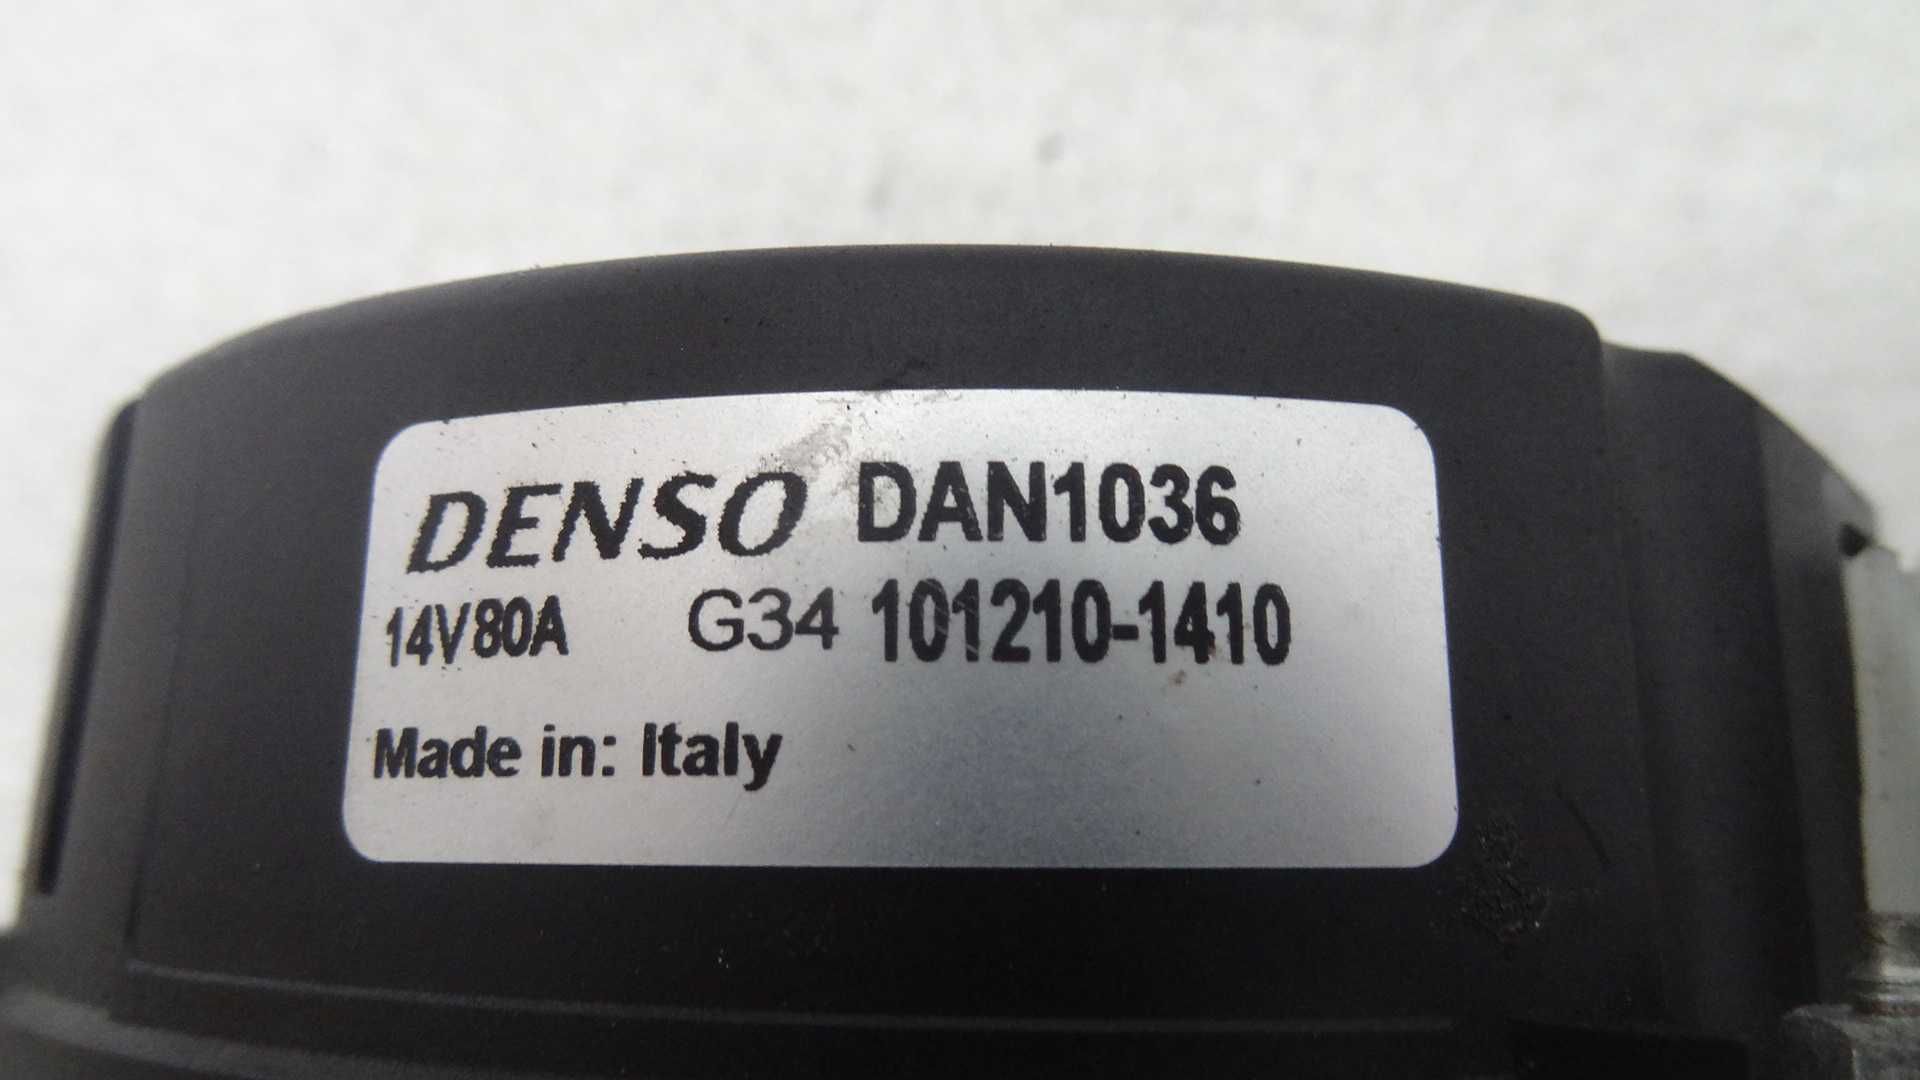 DENSO DAN1036
14V80A G34 101210-1410
Made in: Italy